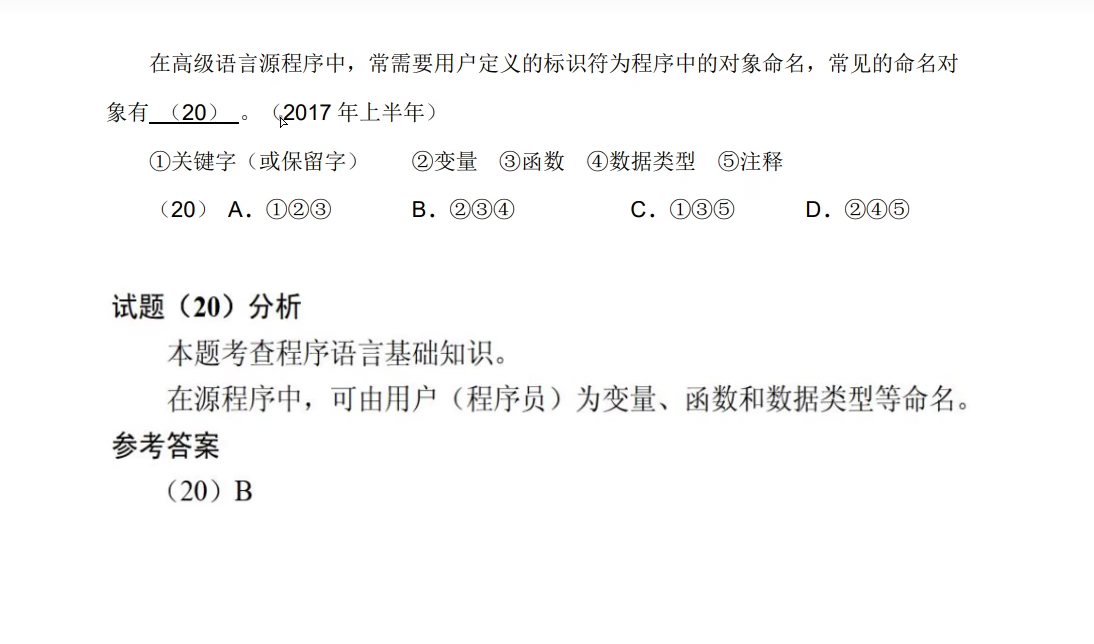 在高级语言源程序中，常需要用户定义的标识符为程序中的对象命名，常见的命名对
象有 （20） 。（2017 年上半年）
①关键字（或保留字） ②变量 ③函数 ④数据类型 ⑤注释
（20） A. ①②③ B. ②③④ C. ①③⑤ D. ②④⑤
试题（20）分析
本题考查程序语言基础知识。
在源程序中，可由用户（程序员）为变量、函数和数据类型等命名。
参考答案
（20）B